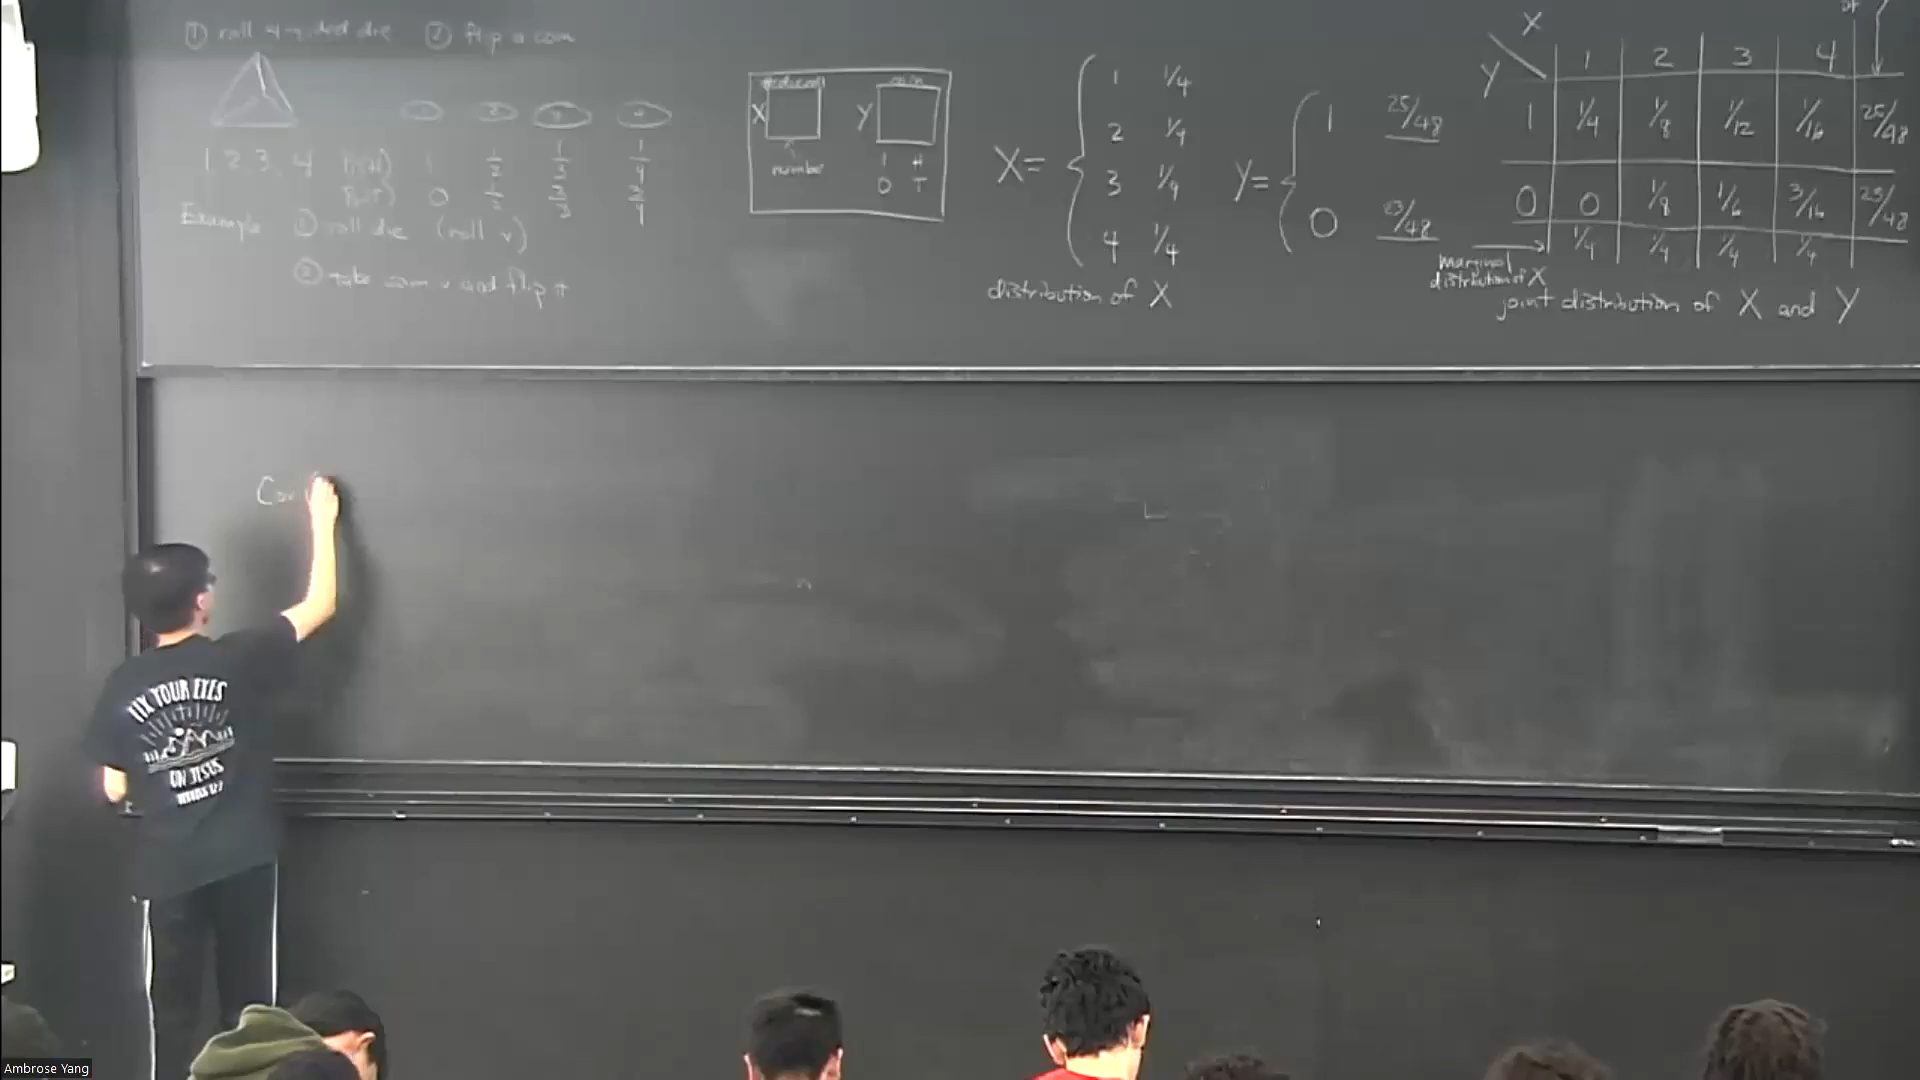 ① roll 4-sided die ② flip a coin
1, 2, 3, 4
P(H) 1 1/2 1/3 1/4
P(T) 0 1/2 2/3 3/4
Example ① roll die (roll v)
② take coin v and flip it
X Y
number
1 H
0 T
X=
1 1/4
2 1/4
3 1/4
4 1/4
distribution of X
Y=
1 25/48
0 23/48
X
Y 1 2 3 4
1 1/4 1/8 1/12 1/16 25/48
0 0 1/8 1/6 3/16 23/48
1/4 1/4 1/4 1/4
marginal
distribution of X
joint distribution of X and Y
Cov
FIX YOUR EYES
ON JESUS
Ambrose Yang